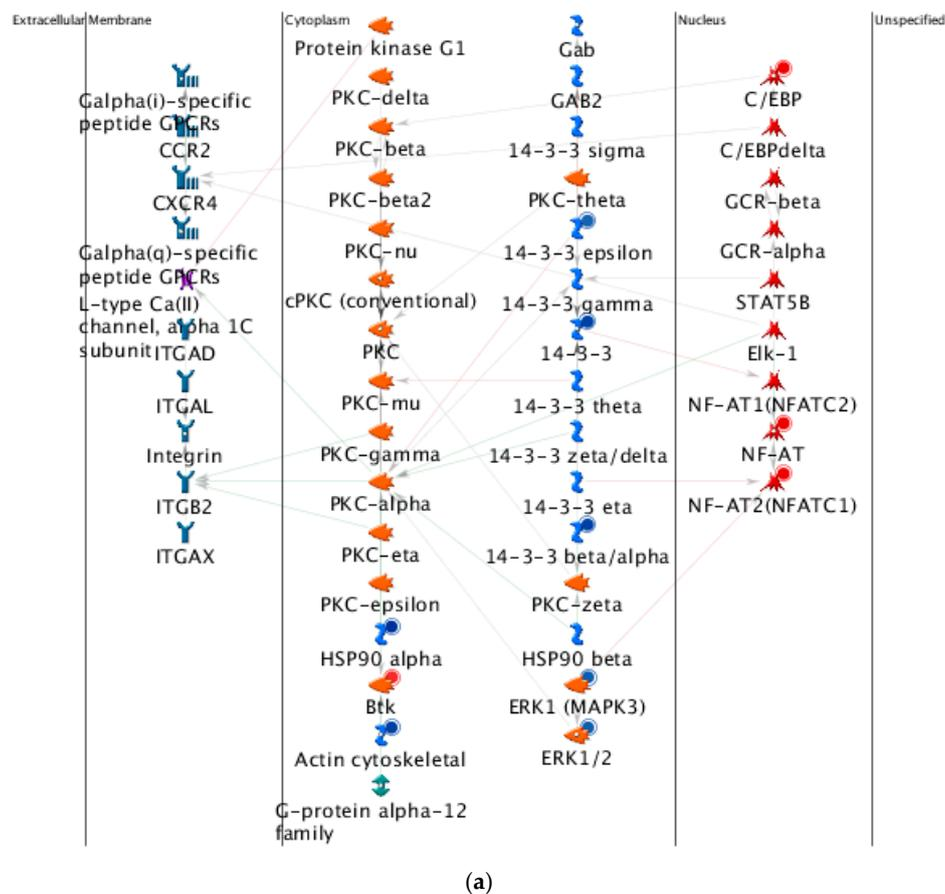 Extracellular
Membrane
Cytoplasm
Nucleus
Unspecified
Galpha(i)-specific
peptide GPCRs
CCR2
CXCR4
Galpha(q)-specific
peptide GPCRs
L-type Ca(II)
channel, alpha 1C
subunit
ITGAD
ITGAL
Integrin
ITGB2
ITGAX
Protein kinase G1
PKC-delta
PKC-beta
PKC-beta2
PKC-nu
cPKC (conventional)
PKC
PKC-mu
PKC-gamma
PKC-alpha
PKC-eta
PKC-epsilon
HSP90 alpha
Btk
Actin cytoskeletal
G-protein alpha-12
family
Gab
GAB2
14-3-3 sigma
PKC-theta
14-3-3 epsilon
14-3-3 gamma
14-3-3
14-3-3 theta
14-3-3 zeta/delta
14-3-3 eta
14-3-3 beta/alpha
PKC-zeta
HSP90 beta
ERK1 (MAPK3)
ERK1/2
C/EBP
C/EBPdelta
GCR-beta
GCR-alpha
STAT5B
Elk-1
NF-AT1(NFATC2)
NF-AT
NF-AT2(NFATC1)
(a)